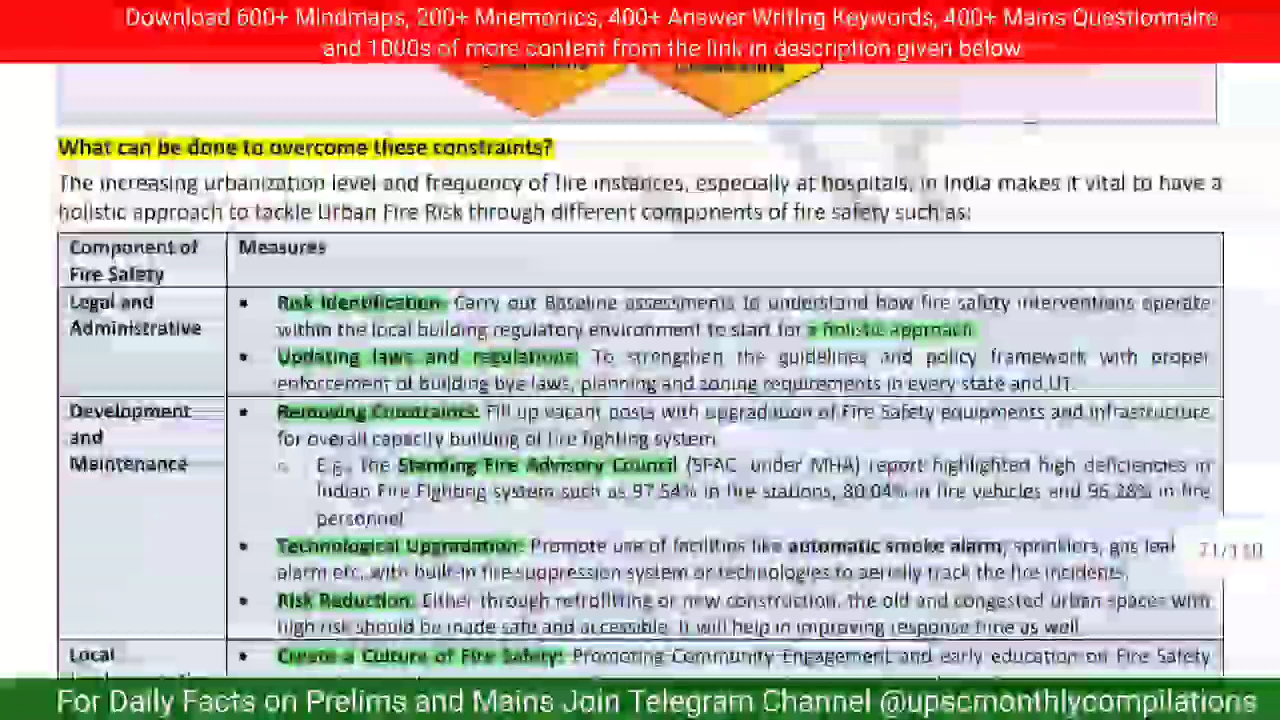 Download 600+ Mindmaps, 200+ Mnemonics, 400+ Answer Writing Keywords, 400+ Mains Questionnaire
and 1000s of more content from the link in description given below
What can be done to overcome these constraints?
The increasing urbanization level and frequency of fire instances, especially at hospitals, in India makes it vital to have a
holistic approach to tackle Urban Fire Risk through different components of fire safety such as:
Component of
Fire Safety
Measures
Legal and
Administrative
• Risk Identification: Carry out Baseline assessments to understand how fire safety interventions operate
within the local building regulatory environment to start for a holistic approach.
• Updating laws and regulations: To strengthen the guidelines and policy framework with proper
enforcement of building bye laws, planning and zoning requirements in every state and UT.
Development
and
Maintenance
• Removing Constraints: Fill up vacant posts with upgradation of Fire Safety equipments and infrastructure
for overall capacity building of fire fighting system.
o E.g., the Standing Fire Advisory Council (SFAC, under MHA) report highlighted high deficiencies in
Indian Fire Fighting system such as 97.54% in fire stations, 80.04% in fire vehicles and 96.28% in fire
personnel.
• Technological Upgradation: Promote use of facilities like automatic smoke alarm, sprinklers, gas leak
alarm etc. with built-in fire suppression system or technologies to aerially track the fire incidents.
• Risk Reduction: Either through retrofitting or new construction, the old and congested urban spaces with
high risk should be made safe and accessible. It will help in improving response time as well.
Local
• Create a Culture of Fire Safety: Promoting Community Engagement and early education on Fire Safety
For Daily Facts on Prelims and Mains Join Telegram Channel @upscmonthlycompilations